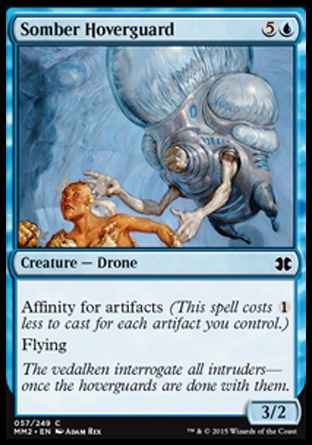 Somber Hoverguard 5
Creature — Drone
Affinity for artifacts (This spell costs 1
less to cast for each artifact you control.)
Flying
The vedalken interrogate all intruders—
once the hoverguards are done with them.
057/249 C
MM2 • EN Adam Rex
™ & © 2015 Wizards of the Coast
3/2